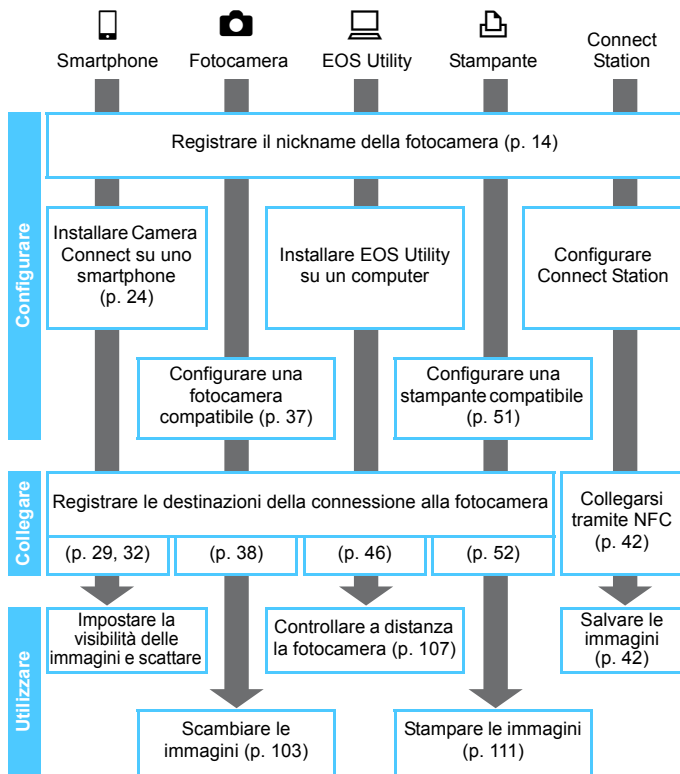 Smartphone
Fotocamera
EOS Utility
Stampante
Connect
Station
Configurare
Registrare il nickname della fotocamera (p. 14)
Installare Camera
Connect su uno
smartphone
(p. 24)
Installare EOS Utility
su un computer
Configurare
Connect Station
Configurare una
fotocamera
compatibile (p. 37)
Configurare una
stampante compatibile
(p. 51)
Collegare
Registrare le destinazioni della connessione alla fotocamera
(p. 29, 32)
(p. 38)
(p. 46)
(p. 52)
Collegarsi
tramite NFC
(p. 42)
Utilizzare
Impostare la
visibilità delle
immagini e scattare
Controllare a distanza
la fotocamera (p. 107)
Salvare le
immagini
(p. 42)
Scambiare le
immagini (p. 103)
Stampare le immagini
(p. 111)